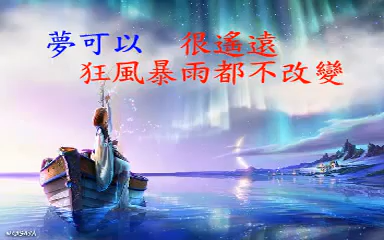 夢可以 很遙遠
狂風暴雨都不改變